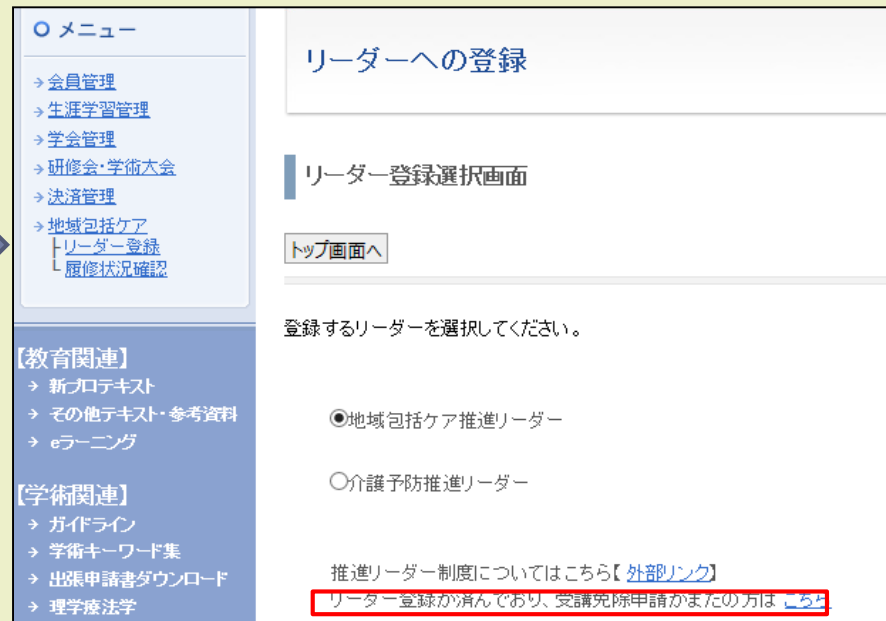 メニュー
会員管理
生涯学習管理
学会管理
研修会・学術大会
決済管理
地域包括ケア
├リーダー登録
└履修状況確認
【教育関連】
新プロテキスト
その他テキスト・参考資料
eラーニング
【学術関連】
ガイドライン
学術キーワード集
出張申請書ダウンロード
理学療法学
リーダーへの登録
リーダー登録選択画面
トップ画面へ
登録するリーダーを選択してください。
地域包括ケア推進リーダー
介護予防推進リーダー
推進リーダー制度についてはこちら【外部リンク】
リーダー登録が済んでおり、受講免除申請がまだの方は こちら